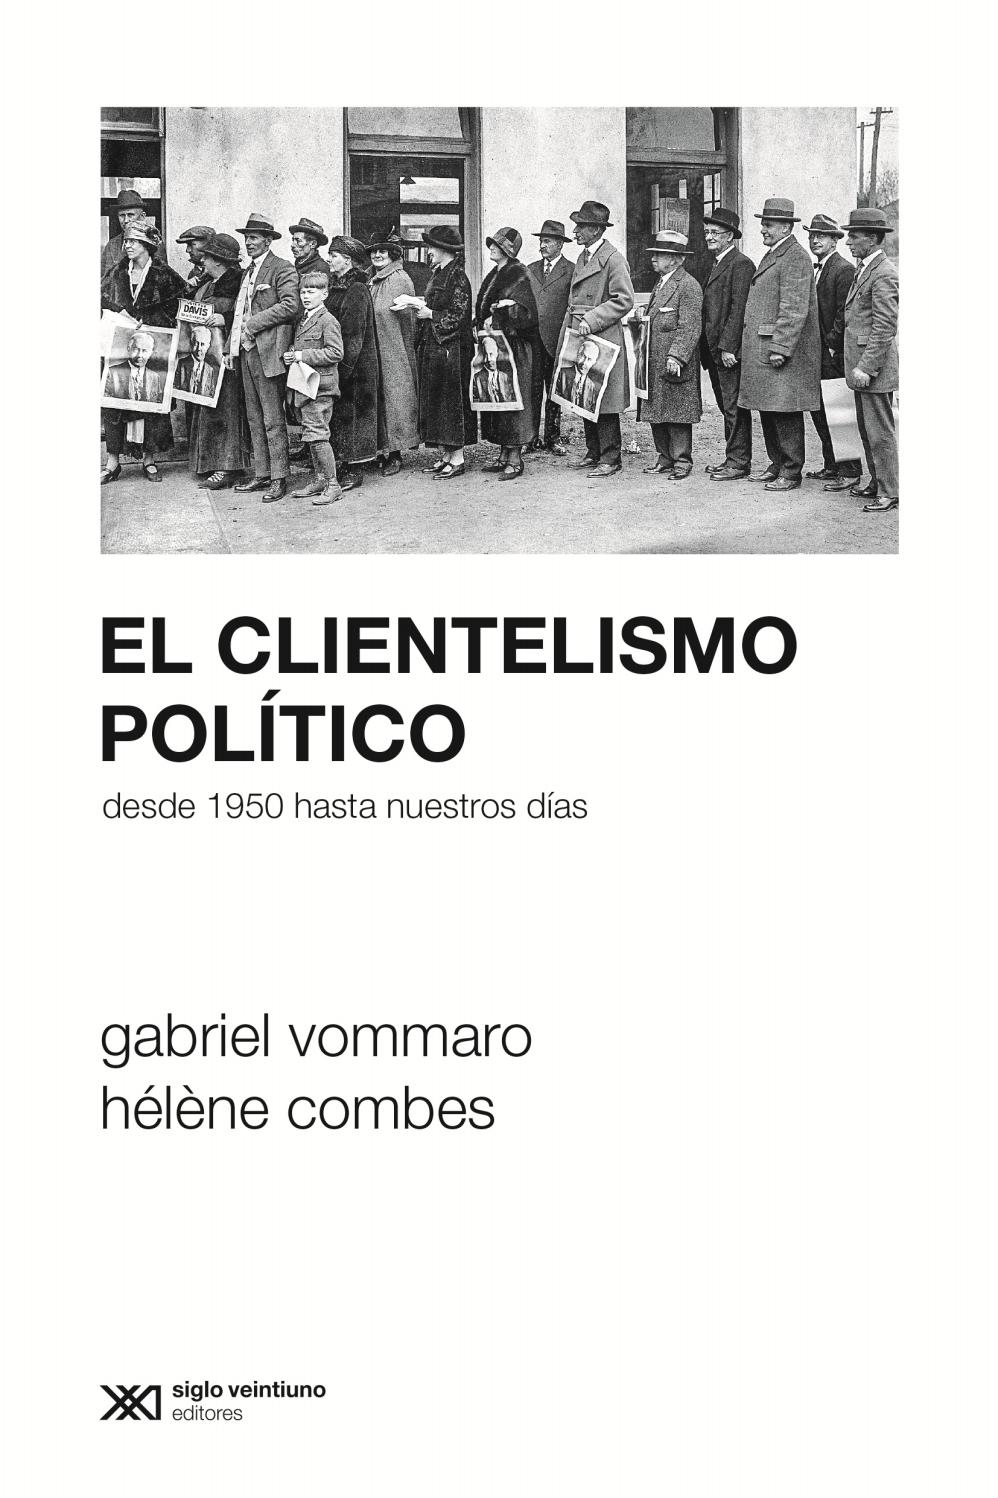 DAVIS
EL CLIENTELISMO
POLÍTICO
desde 1950 hasta nuestros días
gabriel vommaro
hélène combes
siglo veintiuno
editores